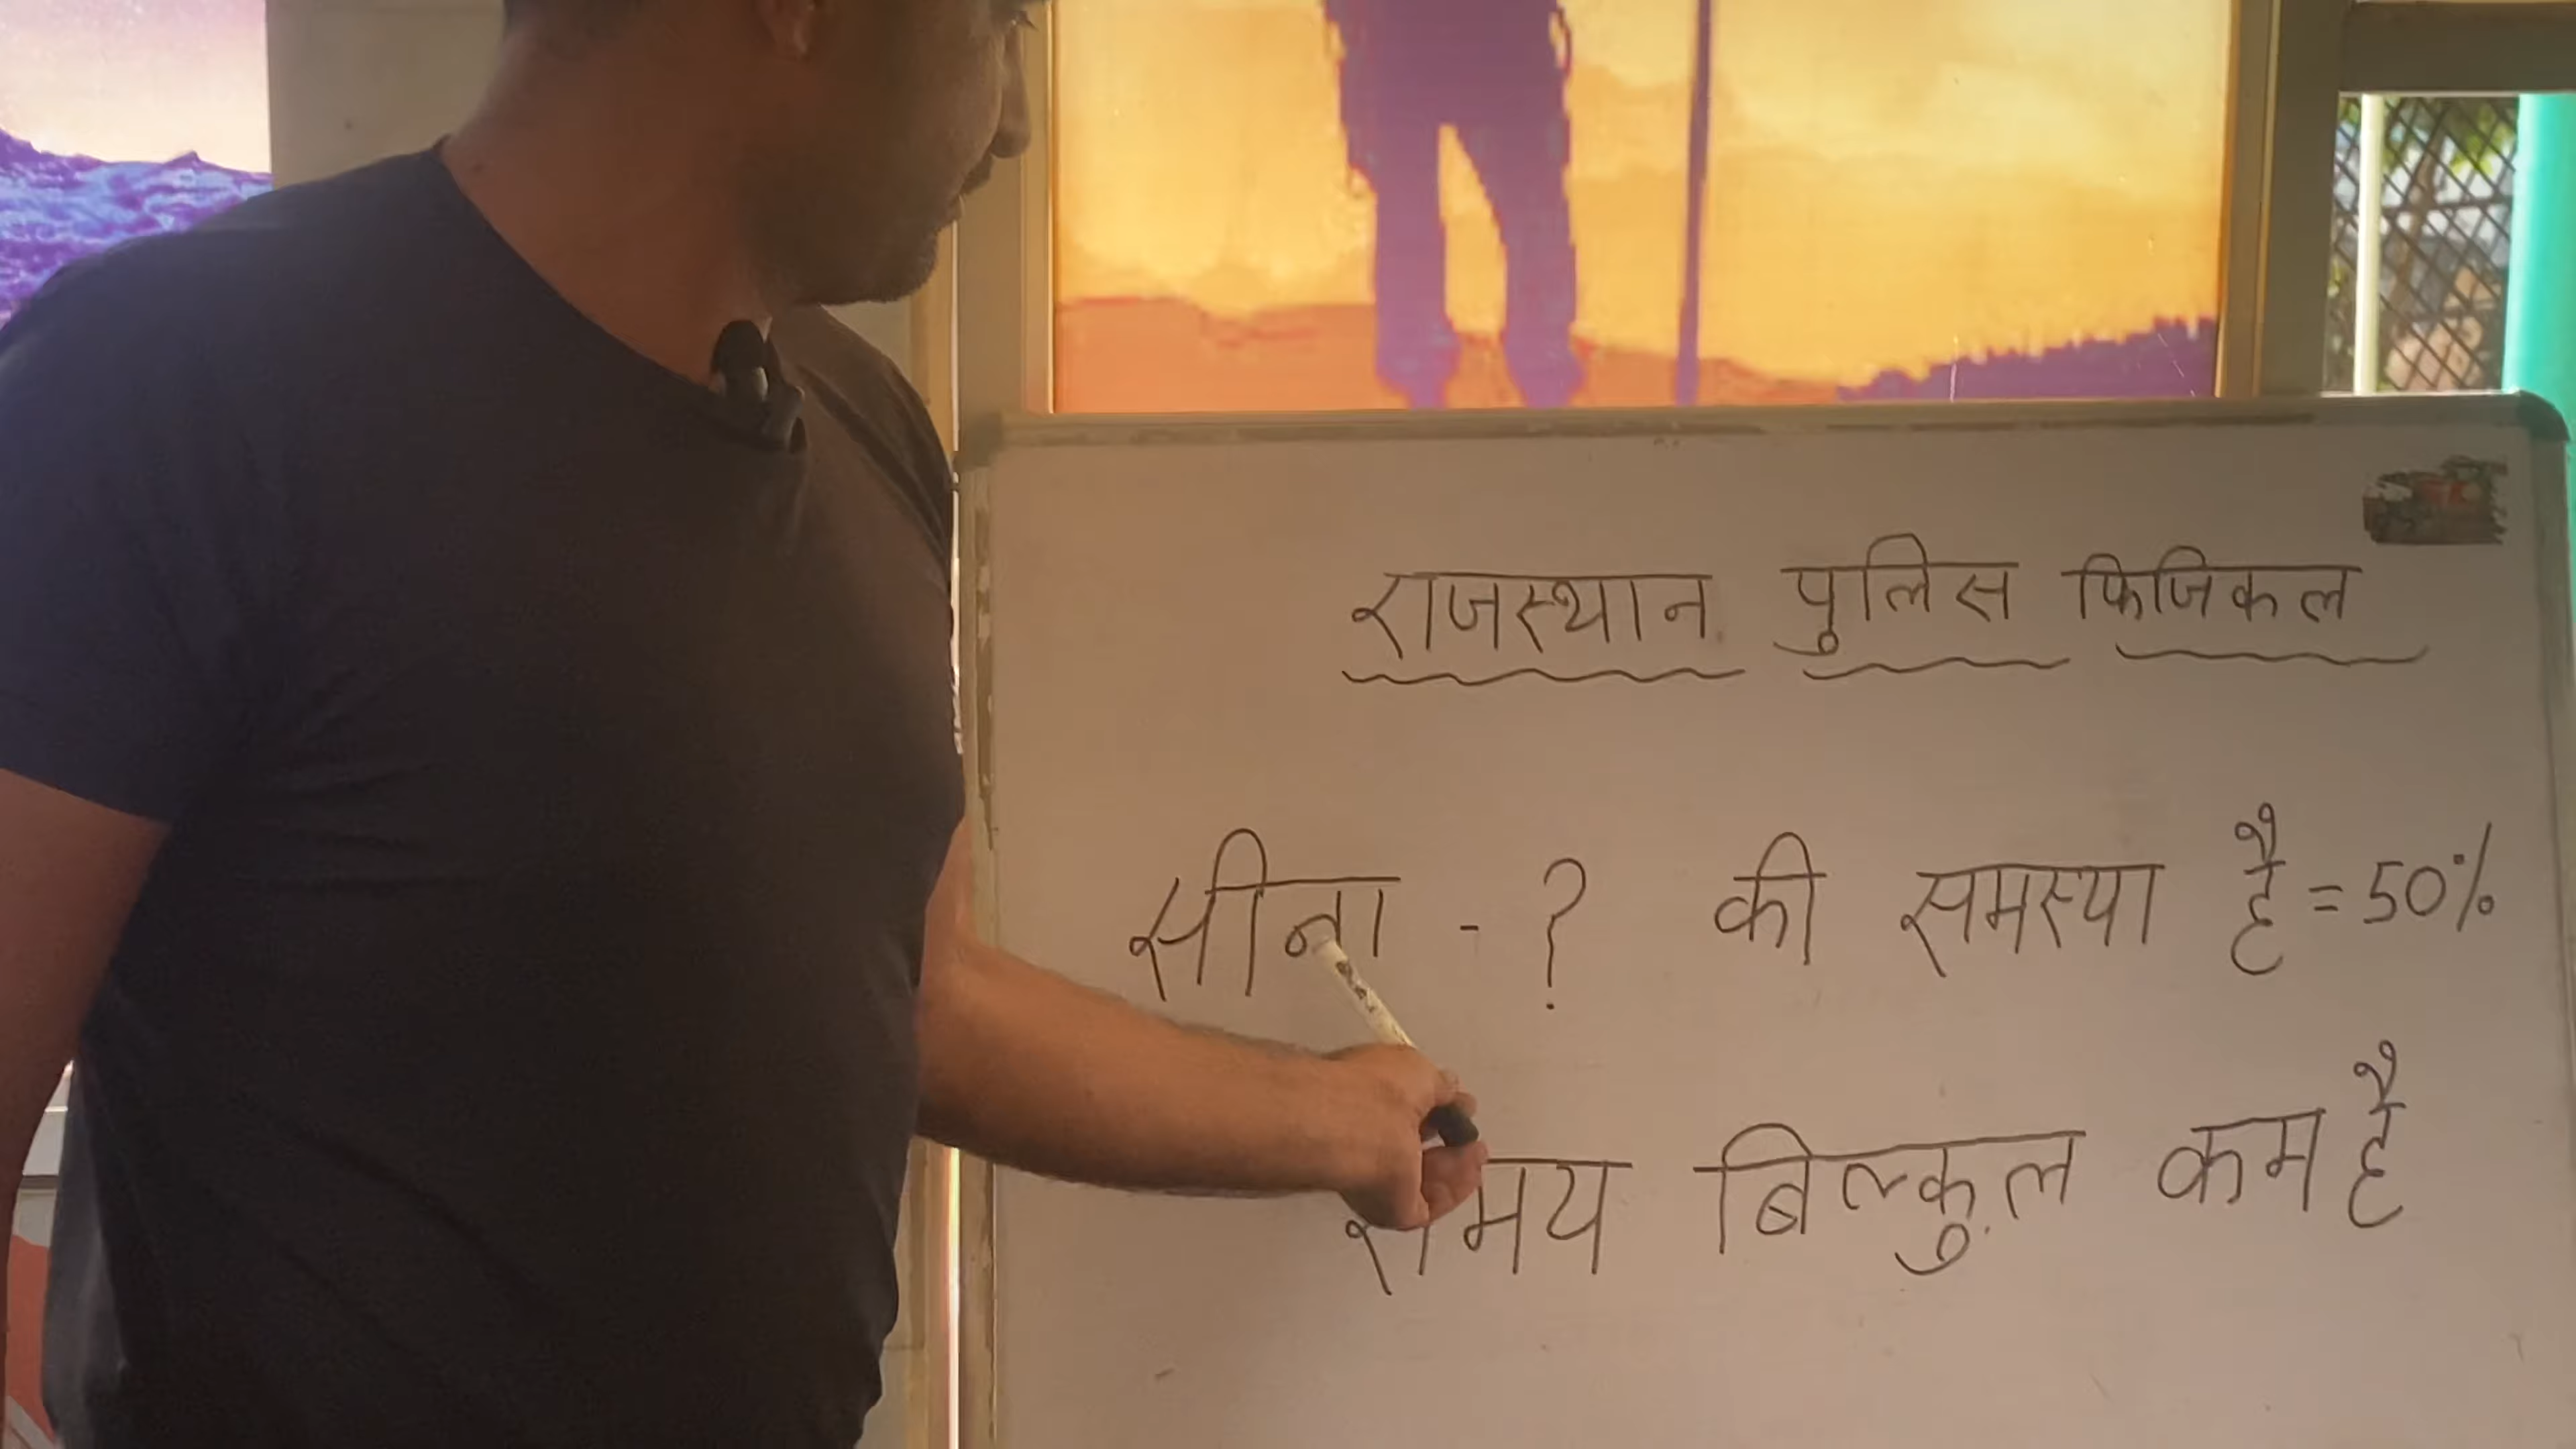 राजस्थान पुलिस फिजिकल
सीना - ? की समस्या है = 50%
समय बिल्कुल कम है